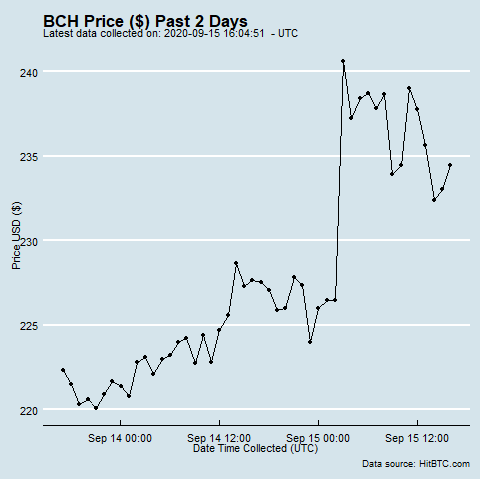 BCH Price ($) Past 2 Days
Latest data collected on: 2020-09-15 16:04:51  - UTC
240
235
230
225
220
Price USD ($)
Sep 14 00:00
Sep 14 12:00
Sep 15 00:00
Sep 15 12:00
Date Time Collected (UTC)
Data source: HitBTC.com